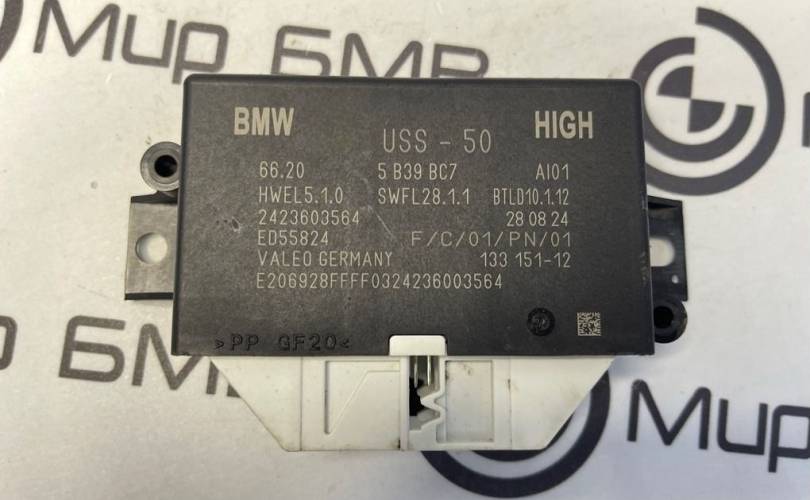 Мир БМВ
BMW USS - 50 HIGH
66.20 5 B39 BC7 AI01
HWEL5.1.0 SWFL28.1.1 BTLD10.1.12
2423603564 28 08 24
ED55824 F/C/01/PN/01
VALEO GERMANY 133 151-12
E206928FFFF0324236003564
>PP GF20<
ир БМВ
Мир